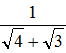 1
√4 + √3